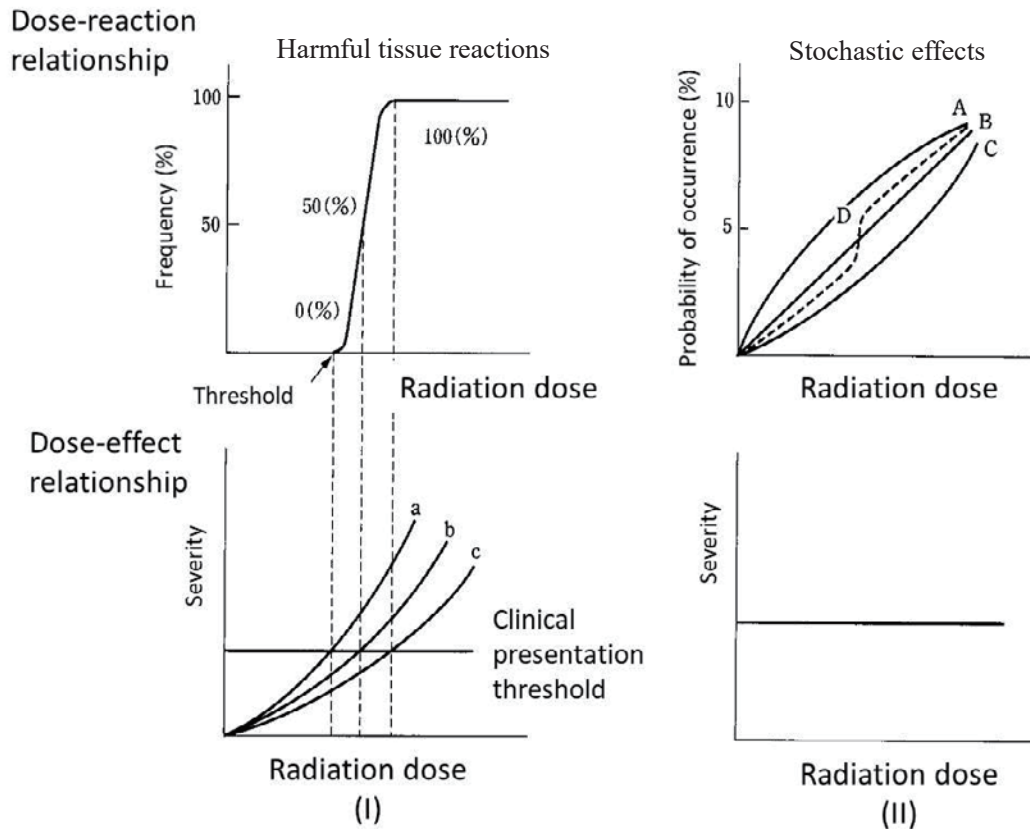 Dose-reaction
relationship
Harmful tissue reactions
Frequency (%)
100
50
100(%)
50(%)
0(%)
Threshold
Radiation dose
Stochastic effects
Probability of occurrence (%)
10
5
A
B
C
D
Radiation dose
Dose-effect
relationship
Severity
a
b
c
Clinical
presentation
threshold
Radiation dose
(I)
Severity
Radiation dose
(II)